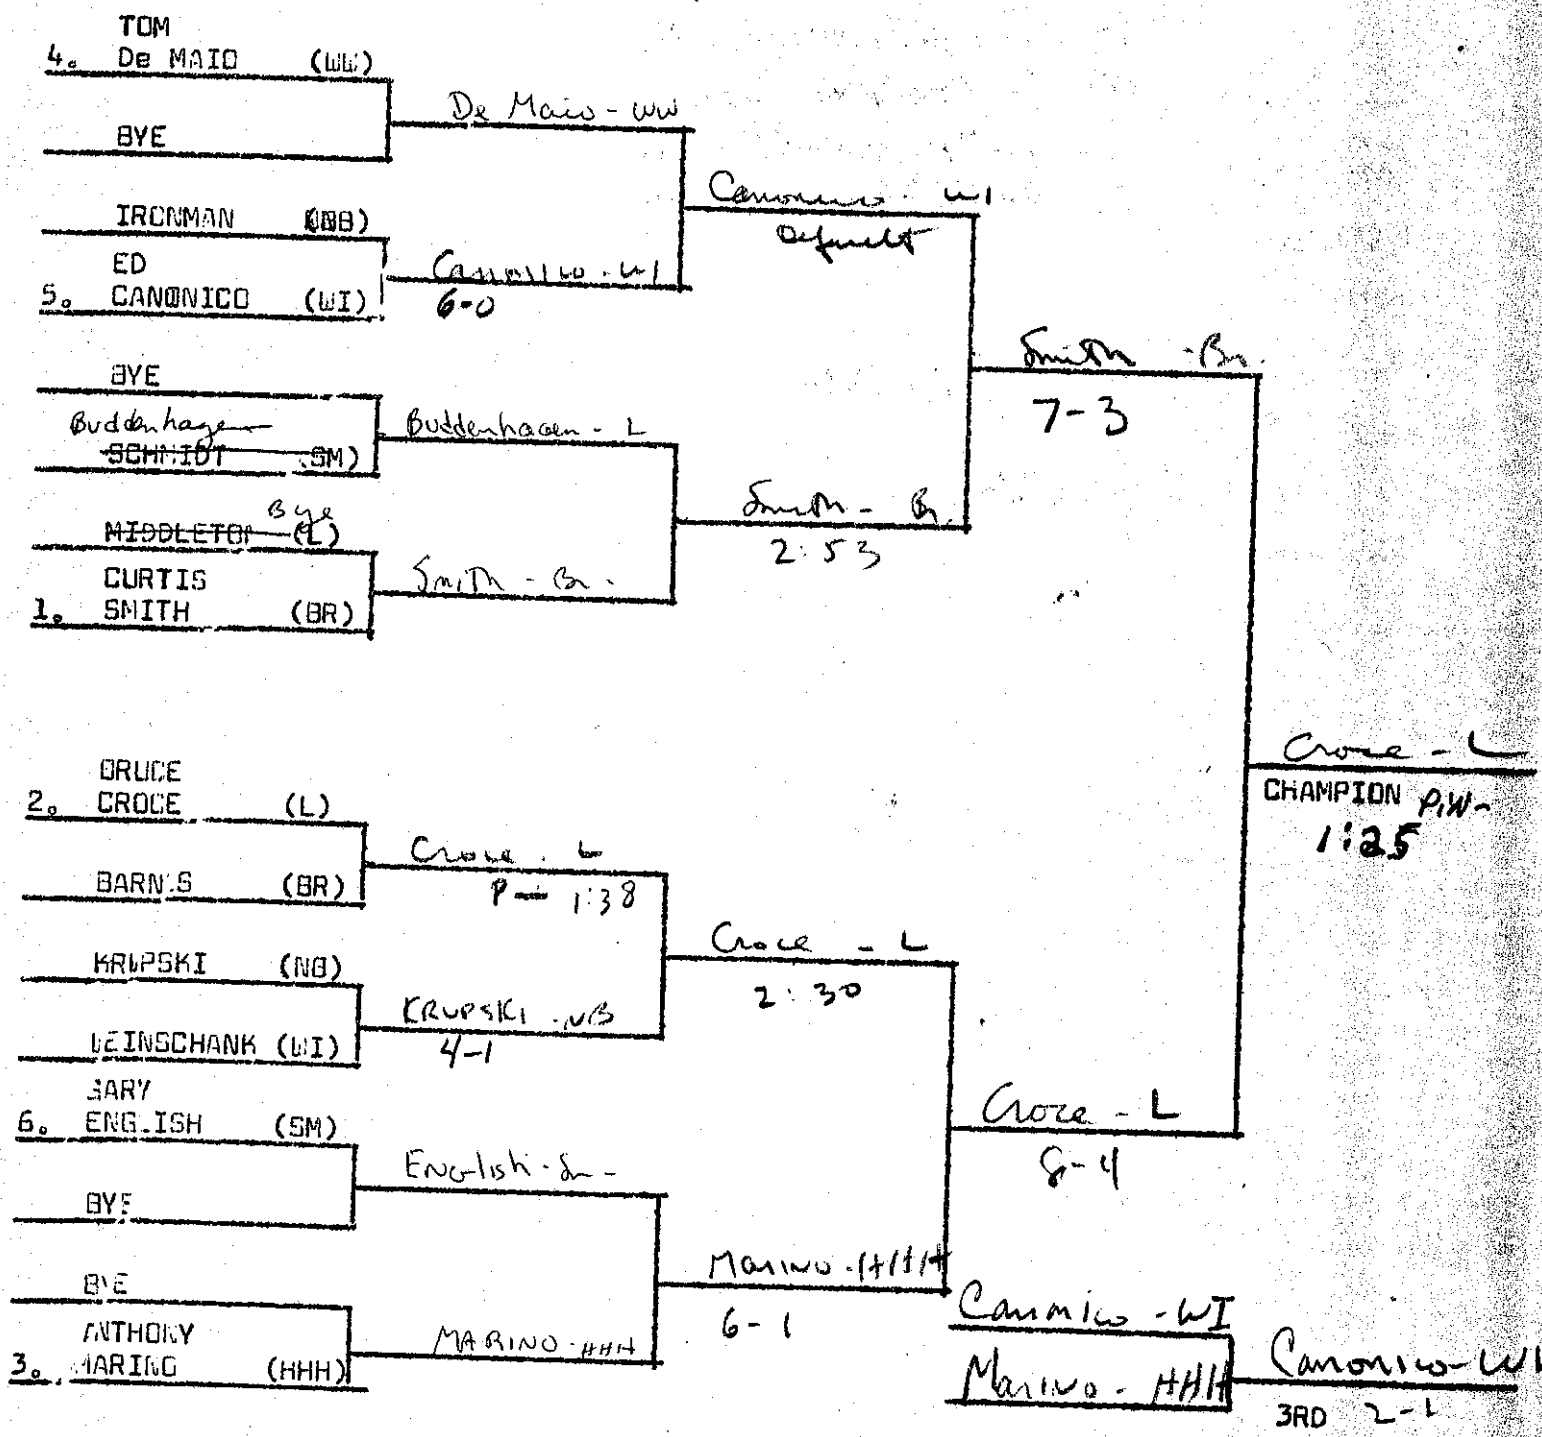 TOM
4. De MAIO (WW)
De Maio - WW
BYE
Canonico - WI
Default
IRONMAN (NB)
ED
5. CANONICO (WI)
Canonico - WI
6-0
Smith - Br.
7-3
BYE
Buddenhagen
SCHMIDT (SM)
Buddenhagen - L
Smith - Br.
2:53
Bye
MIDDLETON (L)
CURTIS
1. SMITH (BR)
Smith - Br.
Croce - L
CHAMPION PIN-
1:25
BRUCE
2. CROCE (L)
Croce - L
P - 1:38
BARNES (BR)
Croce - L
2:30
KRUPSKI (NB)
KRUPSKI - NB
4-1
WEINSCHANK (WI)
GARY
6. ENGLISH (SM)
Croce - L
8-4
English - Sm -
BYE
Marino - HHH
6-1
BYE
ANTHONY
3. MARINO (HHH)
MARINO - HHH
Canonico - WI
Marino - HHH
Canonico - WI
3RD 2-1